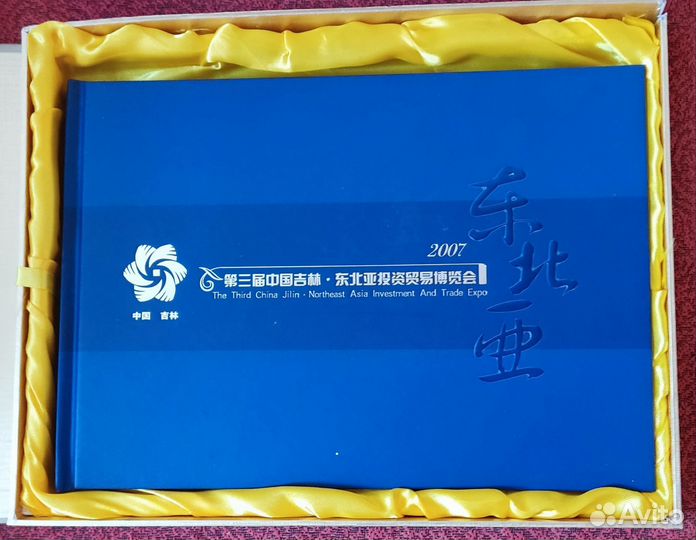 2007
第三届中国吉林·东北亚投资贸易博览会
The Third China Jilin · Northeast Asia Investment And Trade Expo
中国 吉林
东北亚
Avito